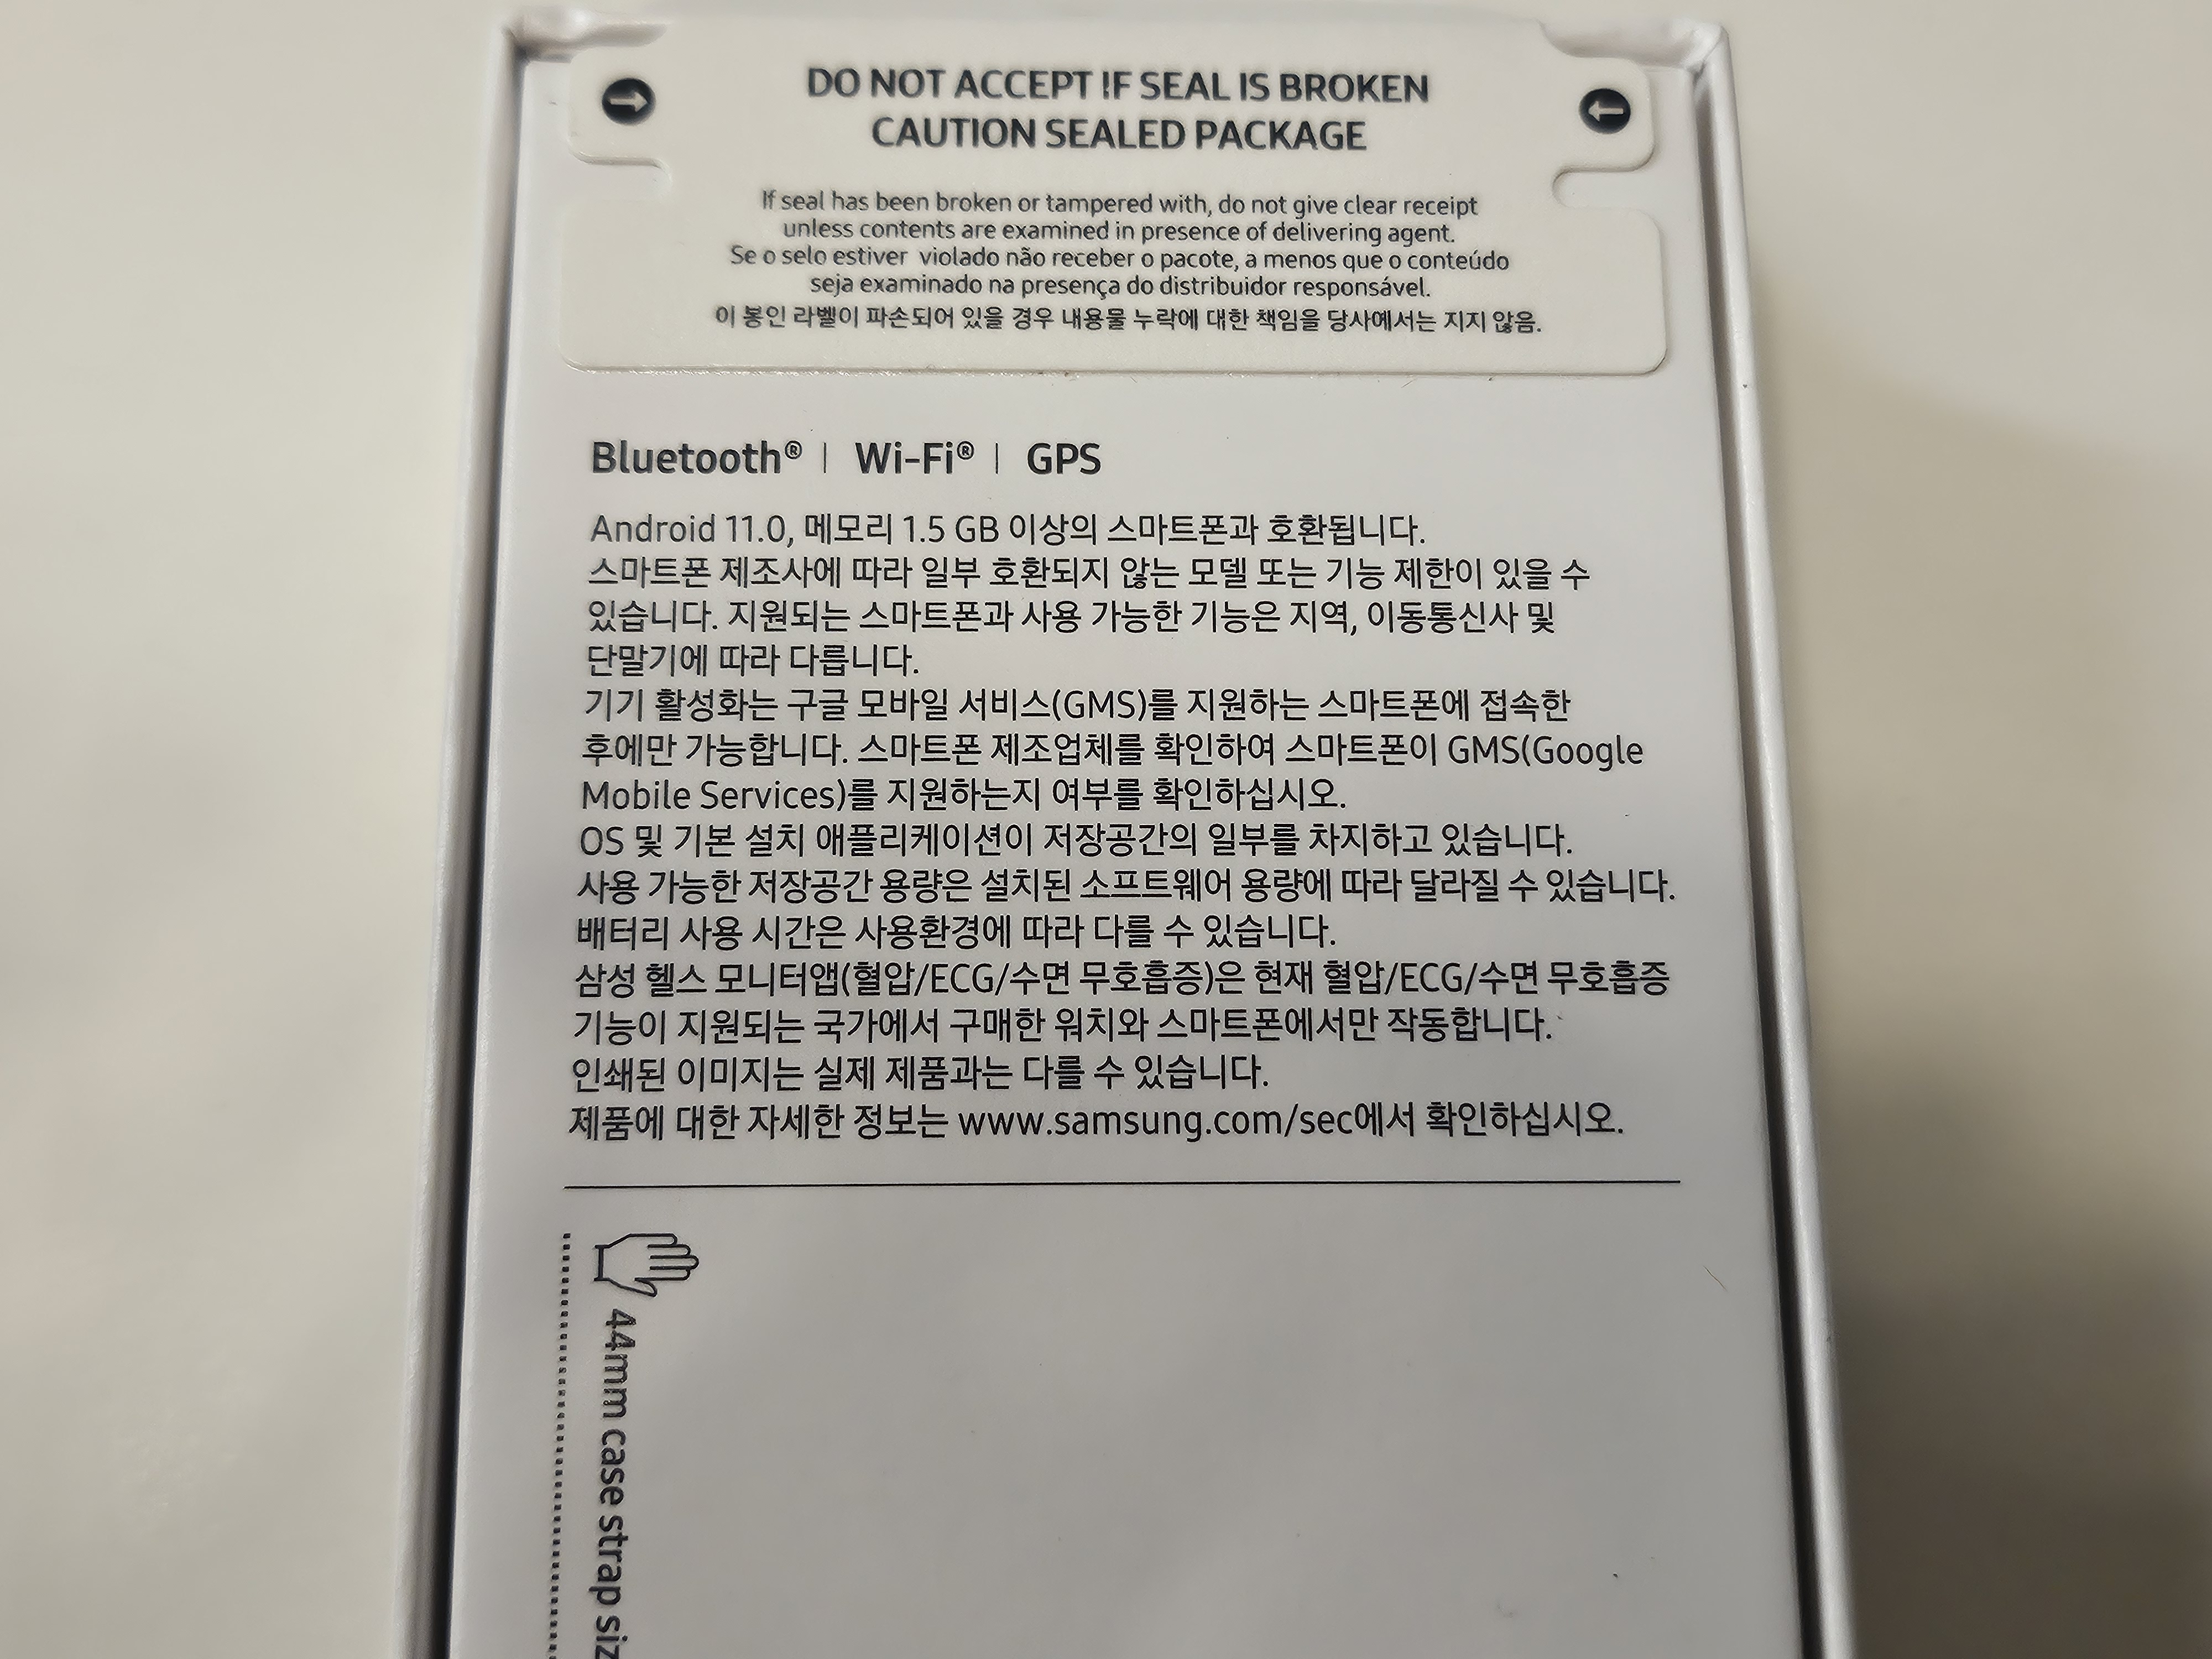 DO NOT ACCEPT IF SEAL IS BROKEN
CAUTION SEALED PACKAGE
If seal has been broken or tampered with, do not give clear receipt
unless contents are examined in presence of delivering agent.
Se o selo estiver violado não receber o pacote, a menos que o conteúdo
seja examinado na presença do distribuidor responsável.
이 봉인 라벨이 파손되어 있을 경우 내용물 누락에 대한 책임을 당사에서는 지지 않음.
Bluetooth® | Wi-Fi® | GPS
Android 11.0, 메모리 1.5 GB 이상의 스마트폰과 호환됩니다.
스마트폰 제조사에 따라 일부 호환되지 않는 모델 또는 기능 제한이 있을 수
있습니다. 지원되는 스마트폰과 사용 가능한 기능은 지역, 이동통신사 및
단말기에 따라 다릅니다.
기기 활성화는 구글 모바일 서비스(GMS)를 지원하는 스마트폰에 접속한
후에만 가능합니다. 스마트폰 제조업체를 확인하여 스마트폰이 GMS(Google
Mobile Services)를 지원하는지 여부를 확인하십시오.
OS 및 기본 설치 애플리케이션이 저장공간의 일부를 차지하고 있습니다.
사용 가능한 저장공간 용량은 설치된 소프트웨어 용량에 따라 달라질 수 있습니다.
배터리 사용 시간은 사용환경에 따라 다를 수 있습니다.
삼성 헬스 모니터앱(혈압/ECG/수면 무호흡증)은 현재 혈압/ECG/수면 무호흡증
기능이 지원되는 국가에서 구매한 워치와 스마트폰에서만 작동합니다.
인쇄된 이미지는 실제 제품과는 다를 수 있습니다.
제품에 대한 자세한 정보는 www.samsung.com/sec에서 확인하십시오.
44mm case strap siz